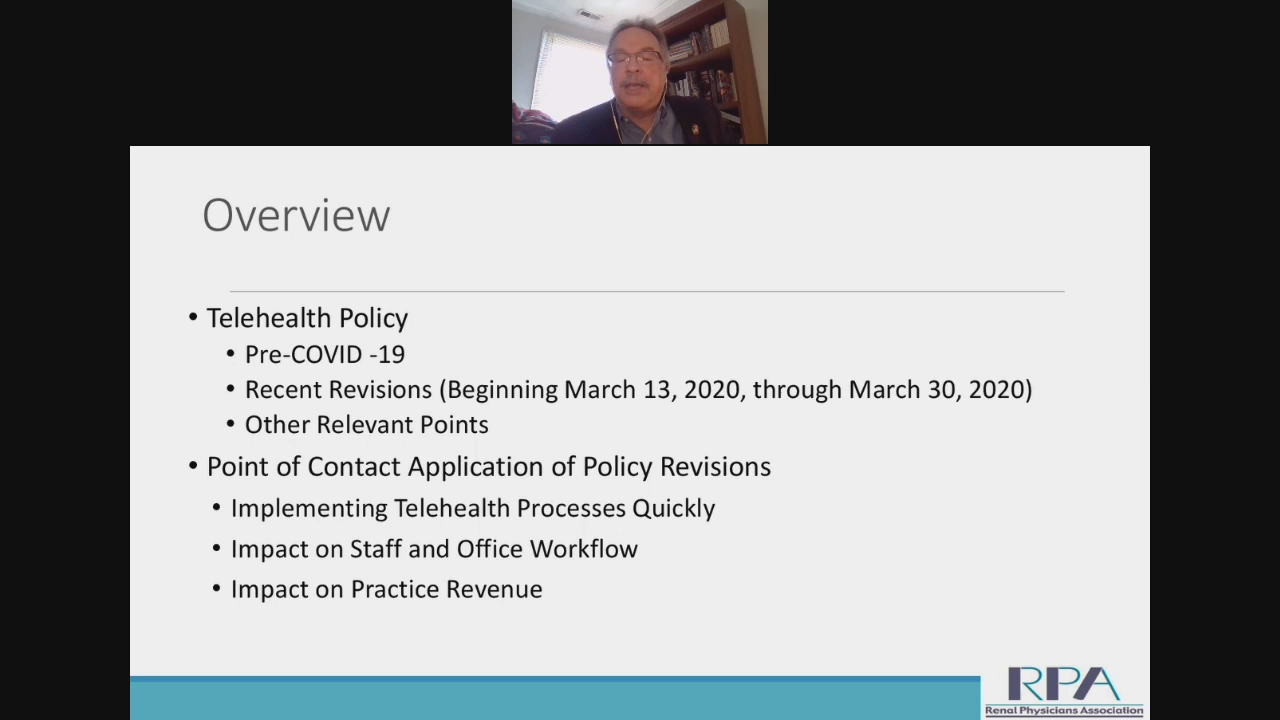 Overview
• Telehealth Policy
• Pre-COVID -19
• Recent Revisions (Beginning March 13, 2020, through March 30, 2020)
• Other Relevant Points
• Point of Contact Application of Policy Revisions
• Implementing Telehealth Processes Quickly
• Impact on Staff and Office Workflow
• Impact on Practice Revenue
RPA
Renal Physicians Association